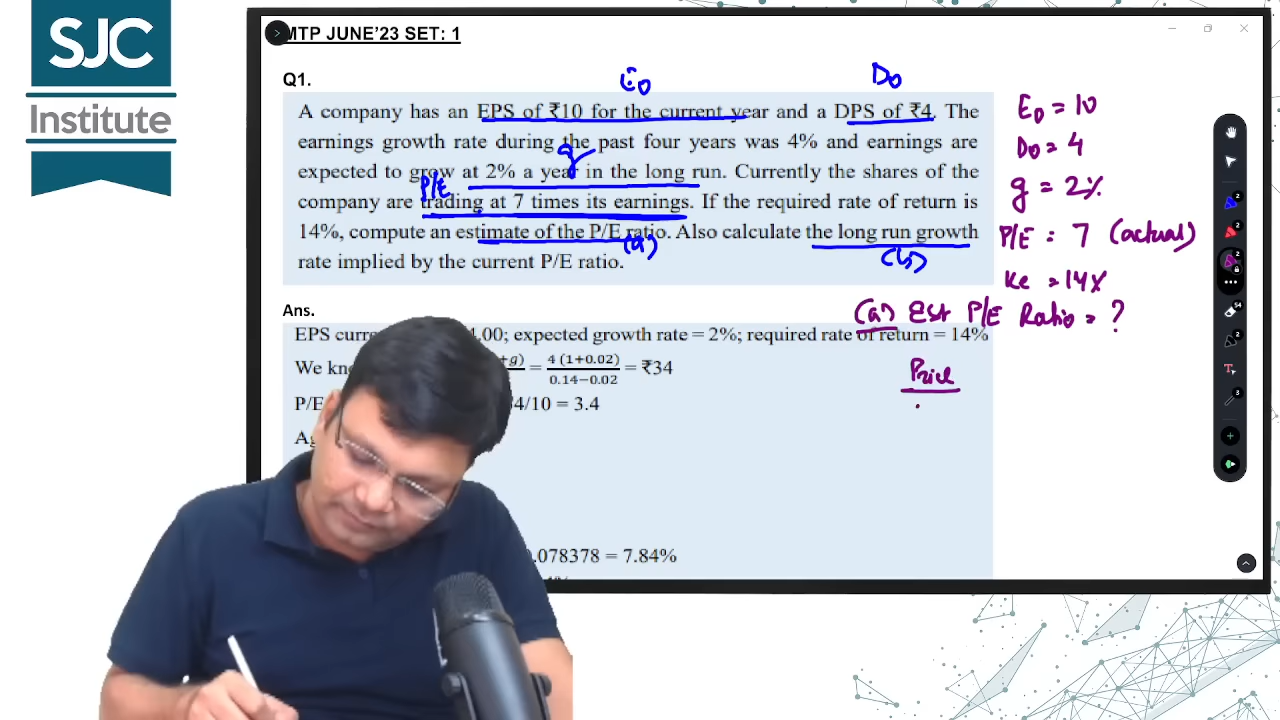 SJC
Institute
MTP JUNE'23 SET: 1
Q1.
E0
D0
A company has an EPS of ₹10 for the current year and a DPS of ₹4. The
earnings growth rate during the past four years was 4% and earnings are
g
expected to grow at 2% a year in the long run. Currently the shares of the
P/E
company are trading at 7 times its earnings. If the required rate of return is
14%, compute an estimate of the P/E ratio. Also calculate the long run growth
(a)
(b)
rate implied by the current P/E ratio.
E0 = 10
D0 = 4
g = 2%
P/E = 7 (actual)
Ke = 14%
(a) Est P/E Ratio = ?
Price
Ans.
EPS curr 00; expected growth rate = 2%; required rate of return = 14%
We kn +g) = 4 (1+0.02) = ₹34
0.14−0.02
P/E 4/10 = 3.4
.078378 = 7.84%